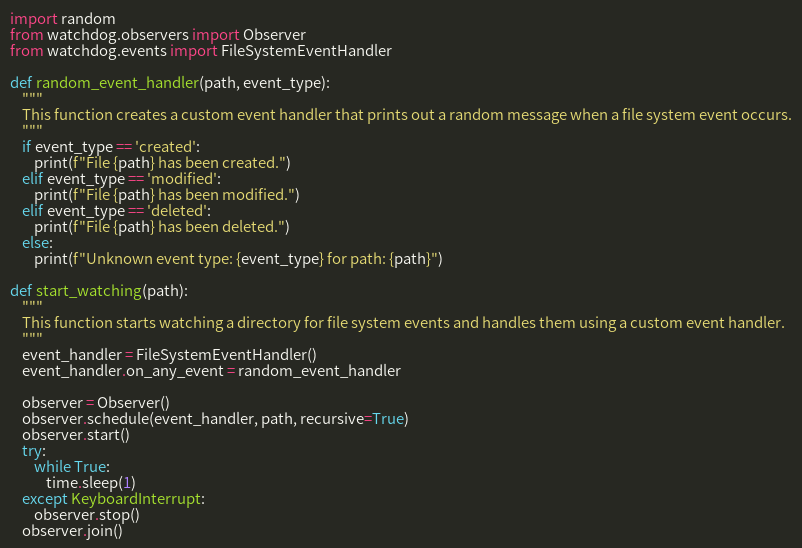 import random
from watchdog.observers import Observer
from watchdog.events import FileSystemEventHandler

def random_event_handler(path, event_type):
    """
    This function creates a custom event handler that prints out a random message when a file system event occurs.
    """
    if event_type == 'created':
        print(f"File {path} has been created.")
    elif event_type == 'modified':
        print(f"File {path} has been modified.")
    elif event_type == 'deleted':
        print(f"File {path} has been deleted.")
    else:
        print(f"Unknown event type: {event_type} for path: {path}")

def start_watching(path):
    """
    This function starts watching a directory for file system events and handles them using a custom event handler.
    """
    event_handler = FileSystemEventHandler()
    event_handler.on_any_event = random_event_handler

    observer = Observer()
    observer.schedule(event_handler, path, recursive=True)
    observer.start()
    try:
        while True:
            time.sleep(1)
    except KeyboardInterrupt:
        observer.stop()
    observer.join()